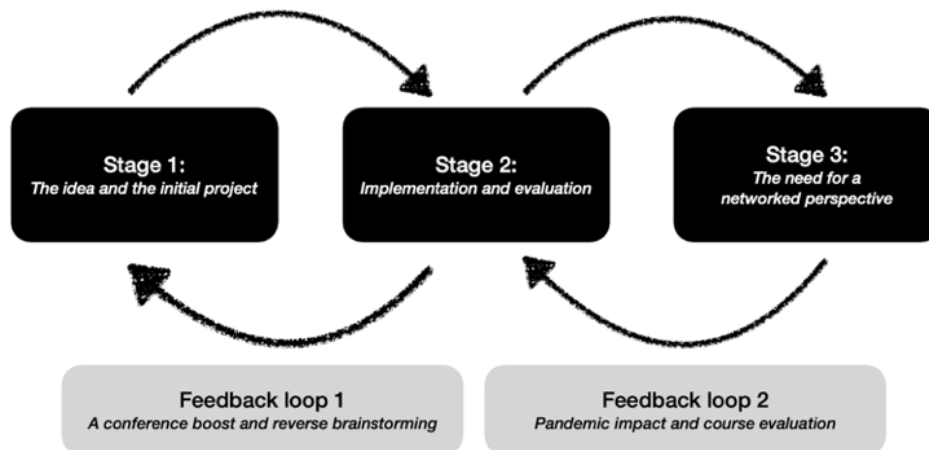 Stage 1:
The idea and the initial project
Stage 2:
Implementation and evaluation
Stage 3:
The need for a
networked perspective
Feedback loop 1
A conference boost and reverse brainstorming
Feedback loop 2
Pandemic impact and course evaluation